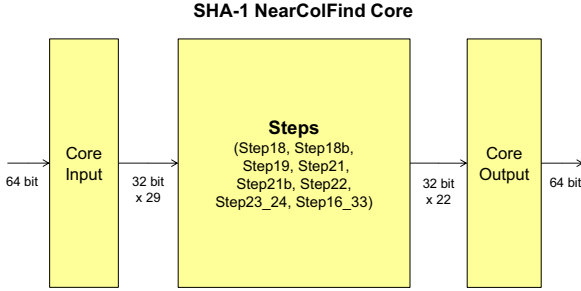 SHA-1 NearColFind Core
64 bit
Core
Input
32 bit
x 29
Steps
(Step18, Step18b,
Step19, Step21,
Step21b, Step22,
Step23_24, Step16_33)
32 bit
x 22
Core
Output
64 bit